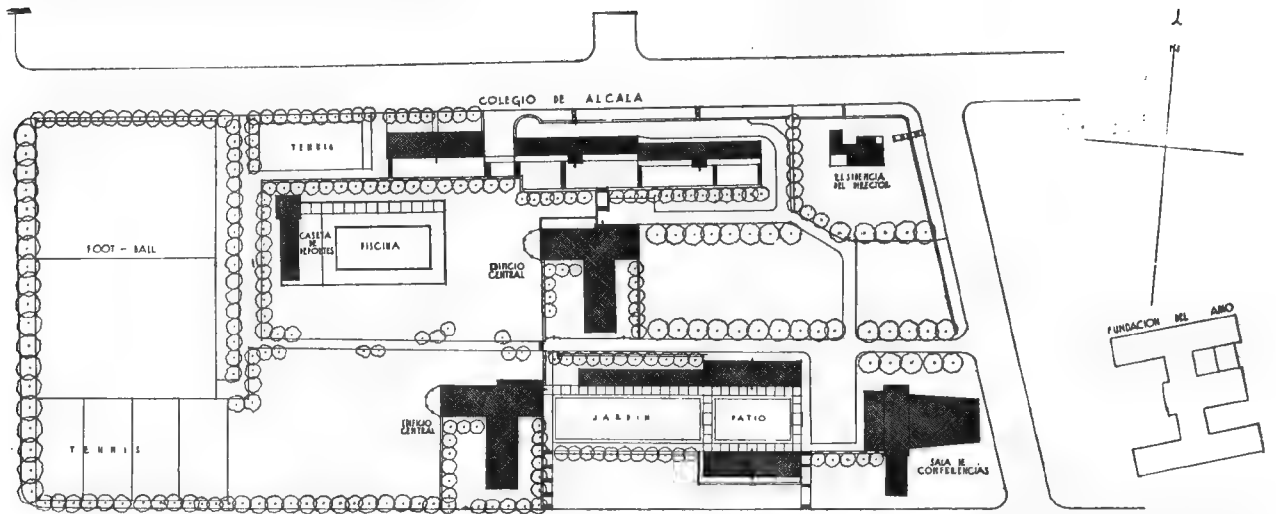 COLEGIO DE ALCALA
TENNIS
RESIDENCIA
DEL DIRECTOR
CASETA
DE
DEPORTES
PISCINA
FOOT - BALL
EDIFICIO
CENTRAL
FUNDACION DEL AMO
EDIFICIO
CENTRAL
JARDIN
PATIO
TENNIS
SALA DE
CONFERENCIAS
N